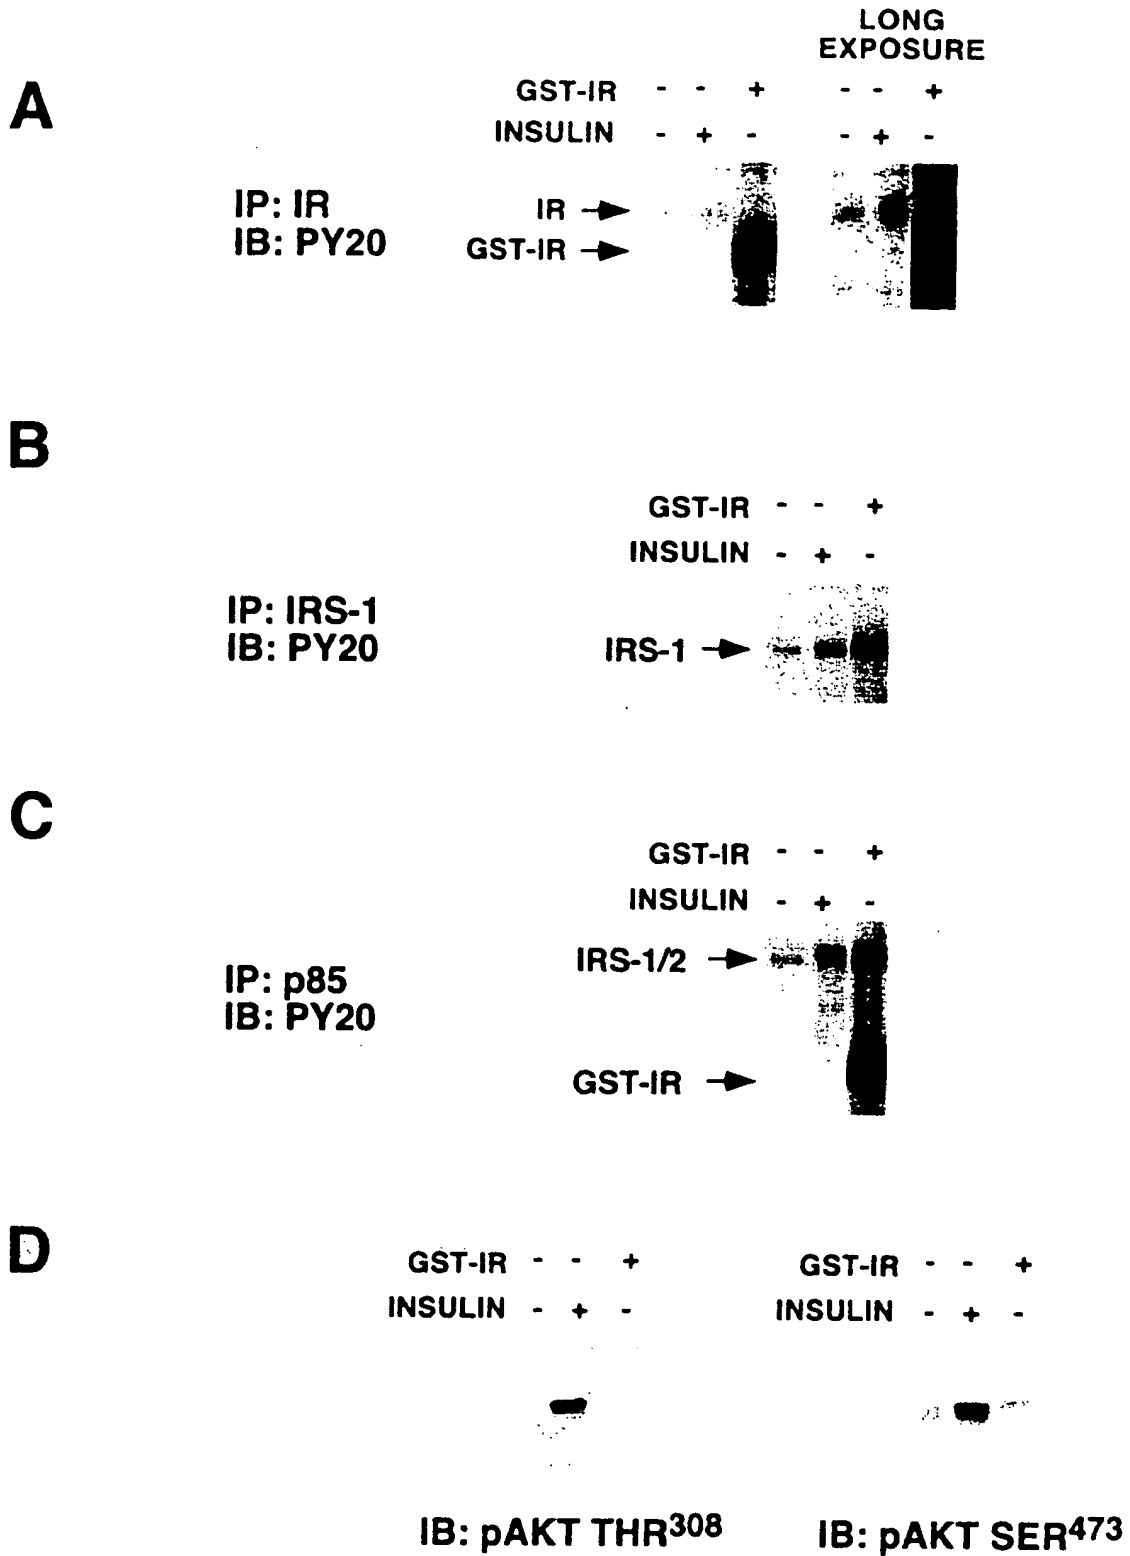 LONG
EXPOSURE
A
GST-IR - - + - - +
INSULIN - + - - + -
IP: IR
IB: PY20
IR
GST-IR
B
GST-IR - - +
INSULIN - + -
IP: IRS-1
IB: PY20
IRS-1
C
GST-IR - - +
INSULIN - + -
IRS-1/2
IP: p85
IB: PY20
GST-IR
D
GST-IR - - + GST-IR - - +
INSULIN - + - INSULIN - + -
IB: pAKT THR308 IB: pAKT SER473